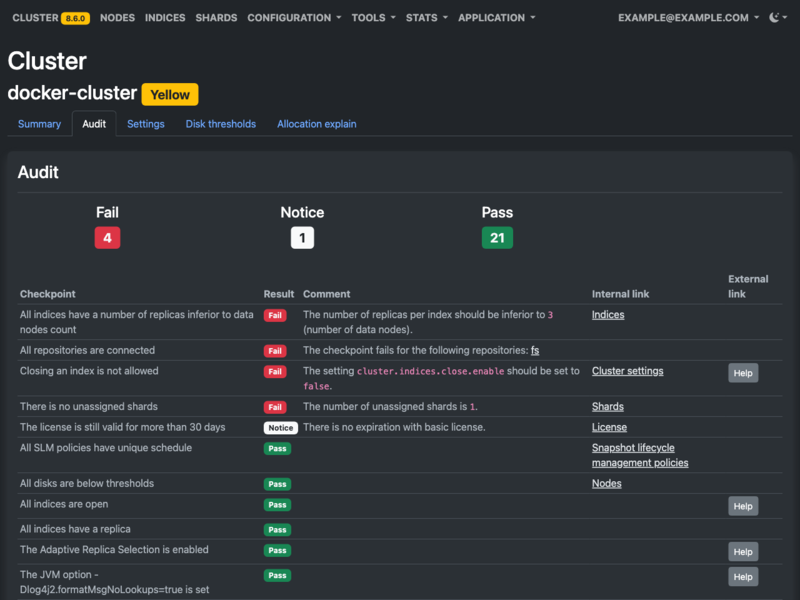 CLUSTER 8.6.0 NODES INDICES SHARDS CONFIGURATION TOOLS STATS APPLICATION EXAMPLE@EXAMPLE.COM
Cluster
docker-cluster Yellow
Summary Audit Settings Disk thresholds Allocation explain
Audit
Fail Notice Pass
4 1 21
External
Checkpoint Result Comment Internal link link
All indices have a number of replicas inferior to data Fail The number of replicas per index should be inferior to 3 Indices
nodes count (number of data nodes).
All repositories are connected Fail The checkpoint fails for the following repositories: fs
Closing an index is not allowed Fail The setting cluster.indices.close.enable should be set to Cluster settings Help
false.
There is no unassigned shards Fail The number of unassigned shards is 1. Shards
The license is still valid for more than 30 days Notice There is no expiration with basic license. License
All SLM policies have unique schedule Pass Snapshot lifecycle
management policies
All disks are below thresholds Pass Nodes
All indices are open Pass Help
All indices have a replica Pass
The Adaptive Replica Selection is enabled Pass Help
The JVM option - Pass Help
Dlog4j2.formatMsgNoLookups=true is set